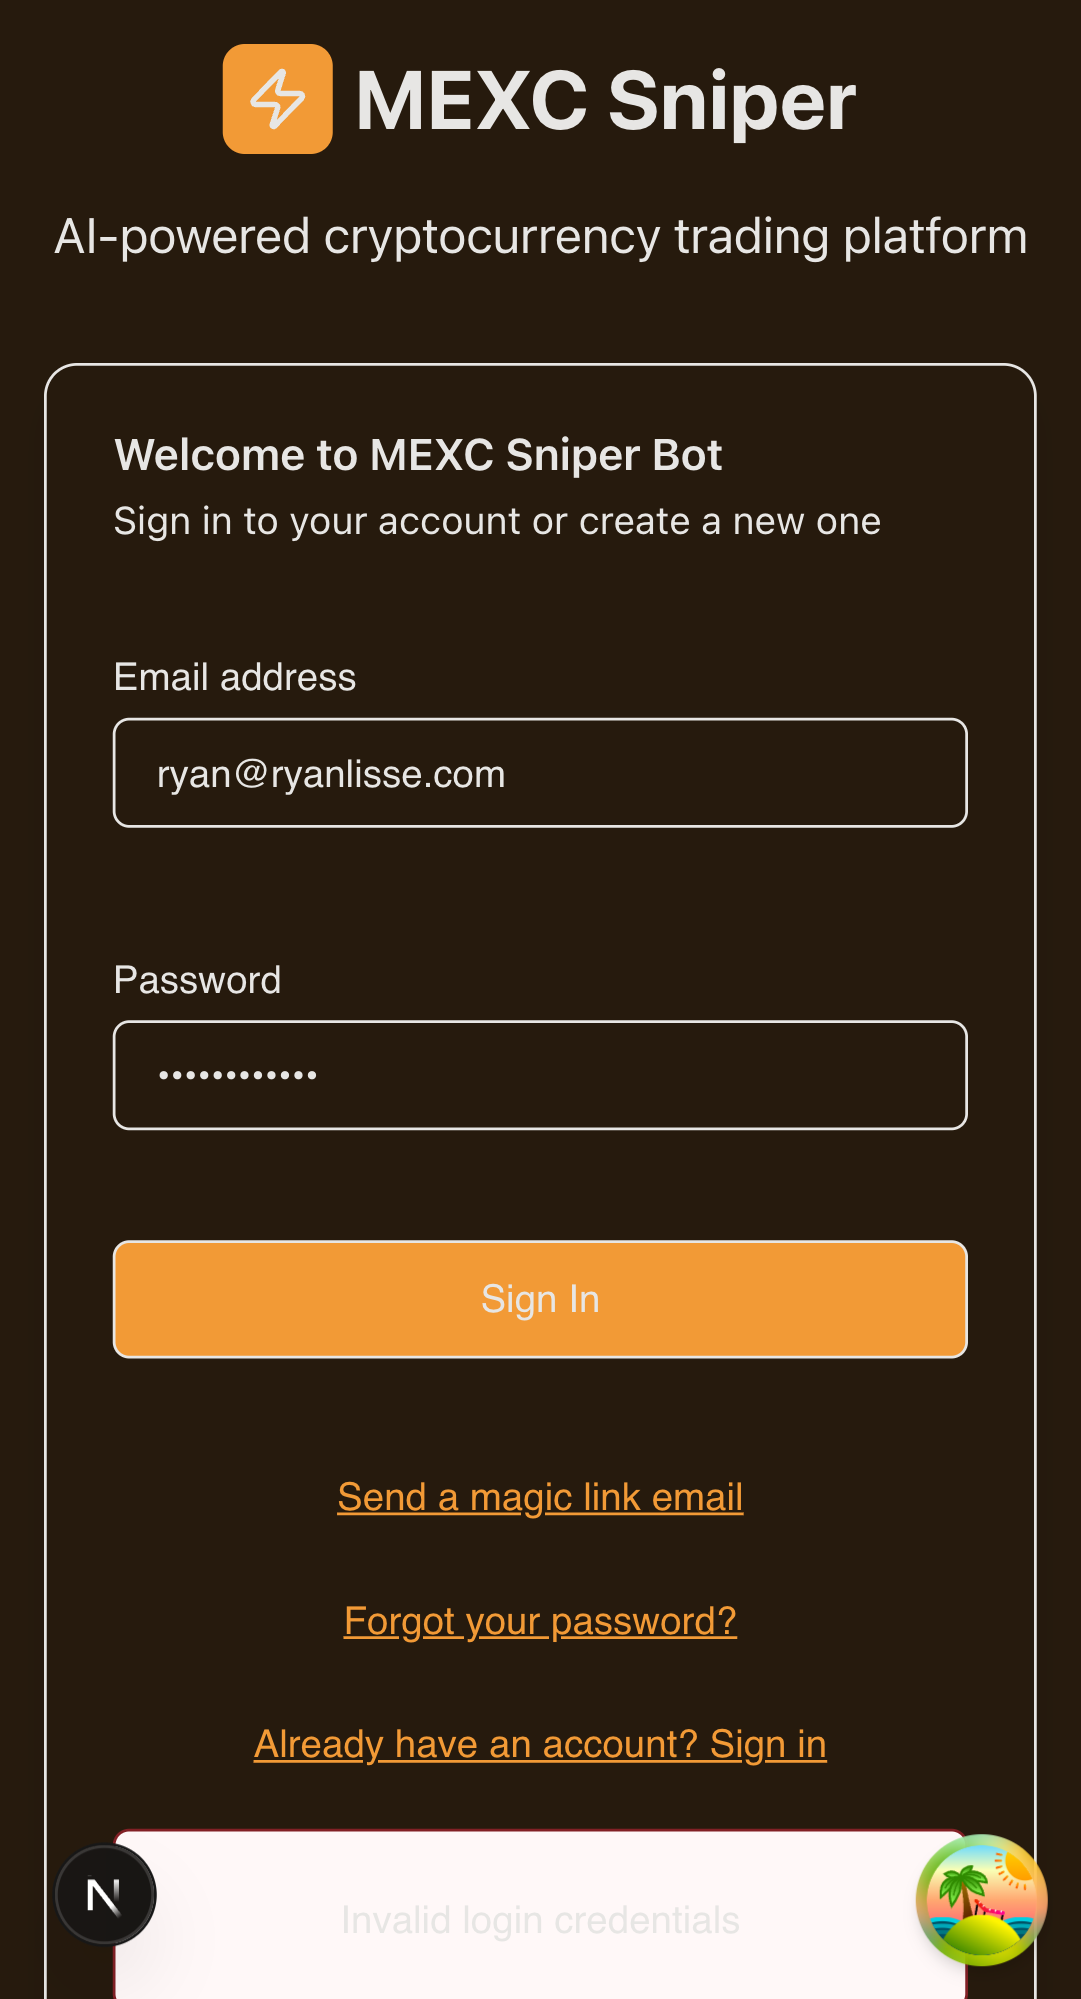 MEXC Sniper
AI-powered cryptocurrency trading platform
Welcome to MEXC Sniper Bot
Sign in to your account or create a new one
Email address
ryan@ryanlisse.com
Password
••••••••••••
Sign In
Send a magic link email
Forgot your password?
Already have an account? Sign in
N
Invalid login credentials